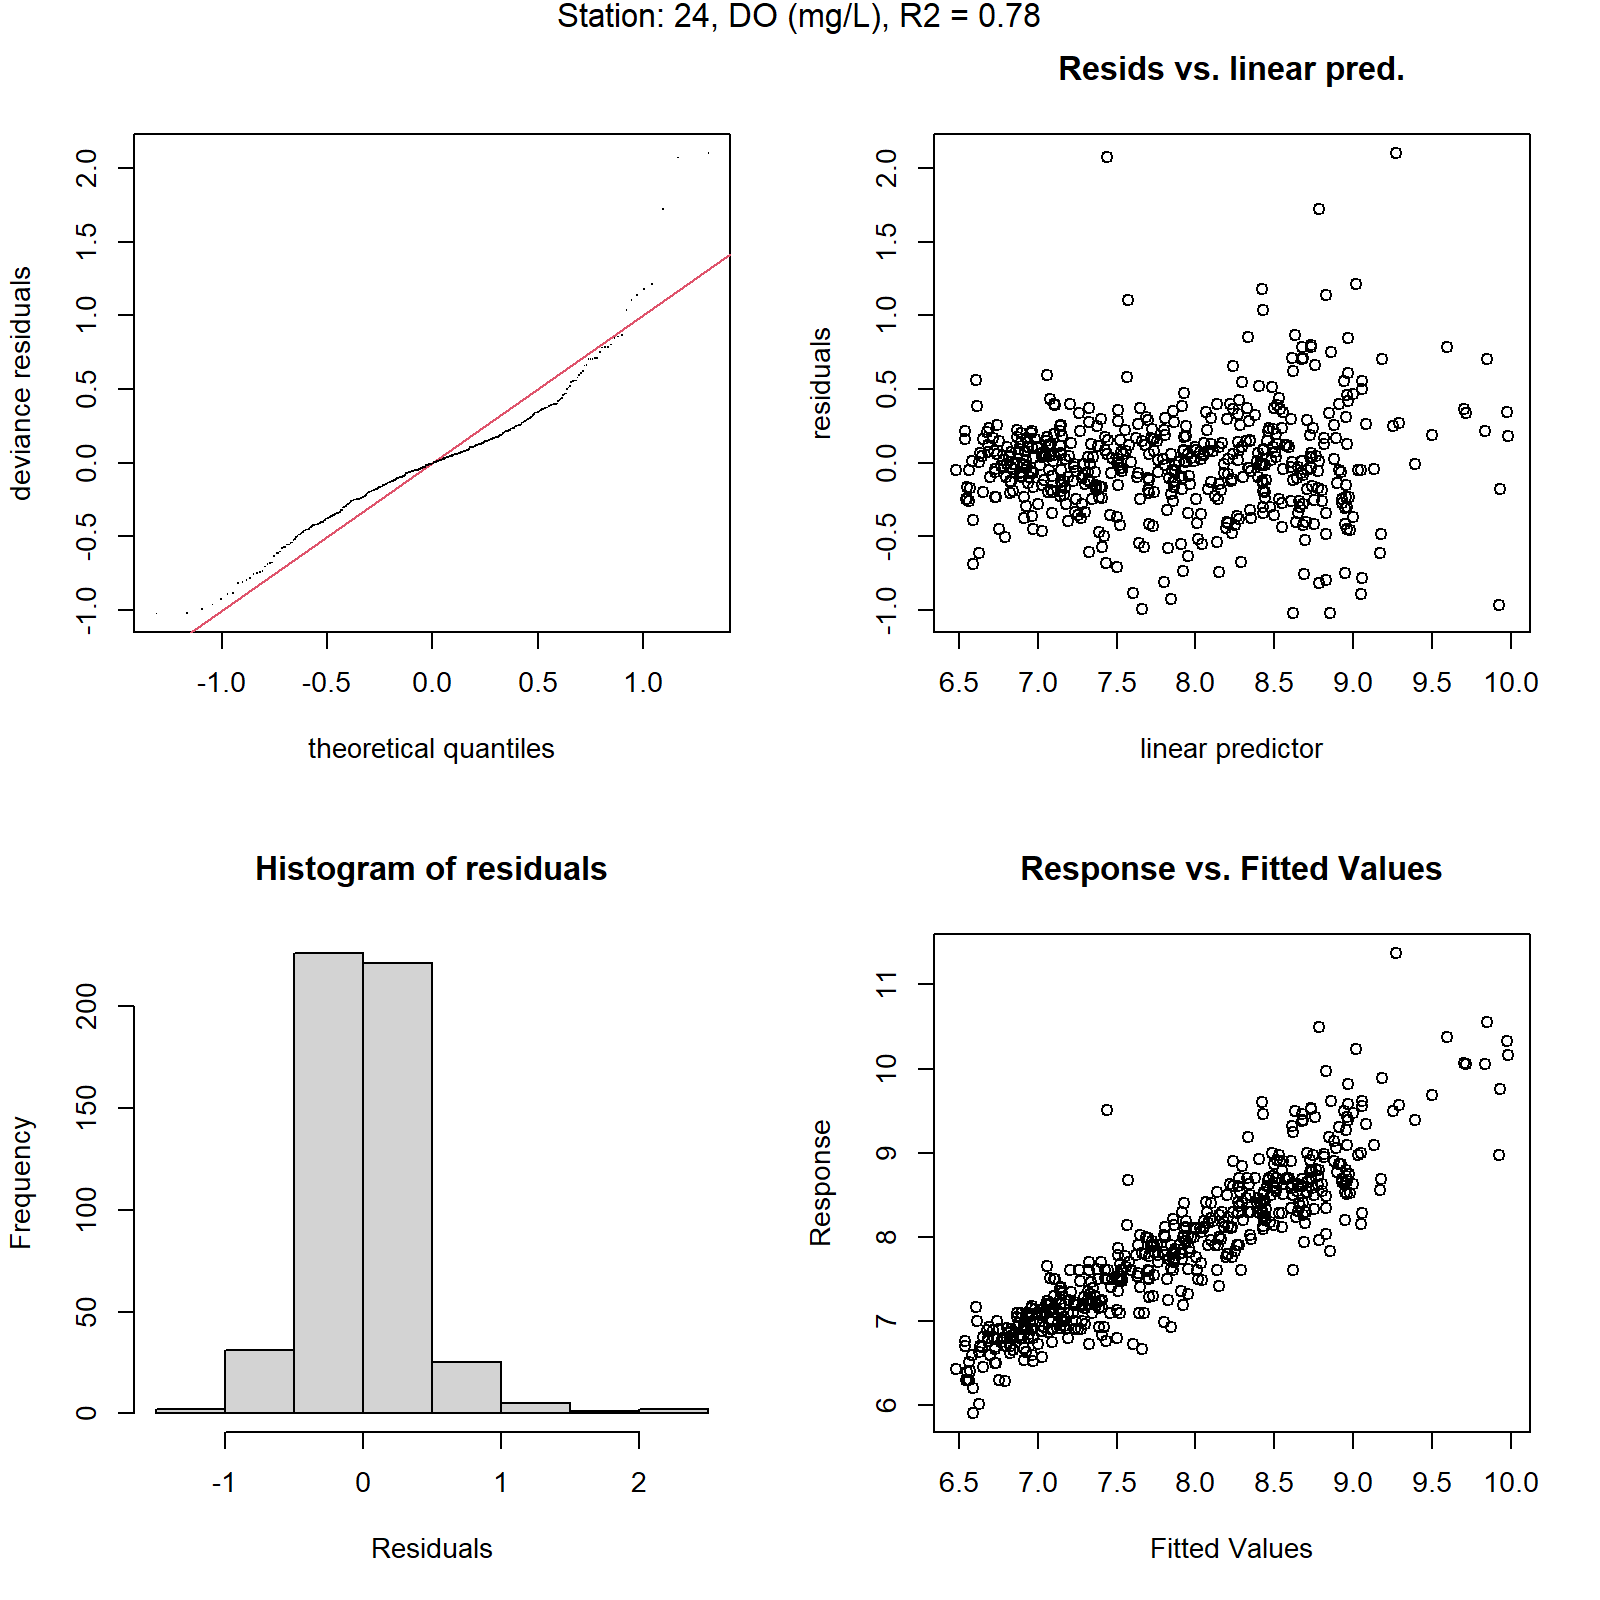 Station: 24, DO (mg/L), R2 = 0.78
deviance residuals
2.0
1.5
1.0
0.5
0.0
-0.5
-1.0
-1.0 -0.5 0.0 0.5 1.0
theoretical quantiles
Resids vs. linear pred.
residuals
2.0
1.5
1.0
0.5
0.0
-0.5
-1.0
6.5 7.0 7.5 8.0 8.5 9.0 9.5 10.0
linear predictor
Histogram of residuals
Frequency
200
150
100
50
0
-1 0 1 2
Residuals
Response vs. Fitted Values
Response
11
10
9
8
7
6
6.5 7.0 7.5 8.0 8.5 9.0 9.5 10.0
Fitted Values